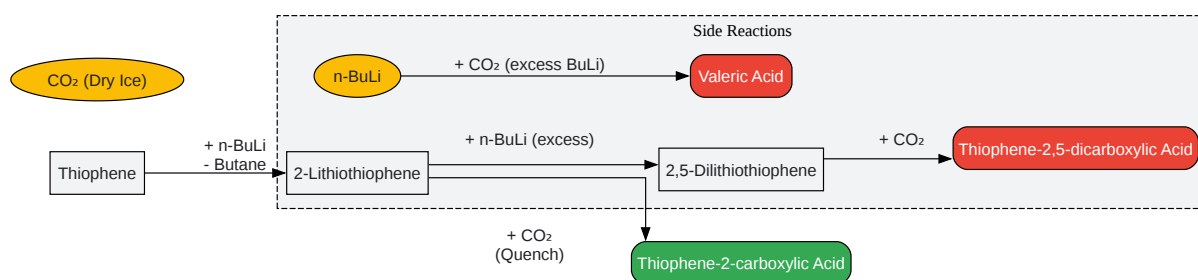 Side Reactions
CO₂ (Dry Ice)
n-BuLi
+ CO₂ (excess BuLi)
Valeric Acid
Thiophene
+ n-BuLi
- Butane
2-Lithiothiophene
+ n-BuLi (excess)
2,5-Dilithiothiophene
+ CO₂
Thiophene-2,5-dicarboxylic Acid
+ CO₂
(Quench)
Thiophene-2-carboxylic Acid